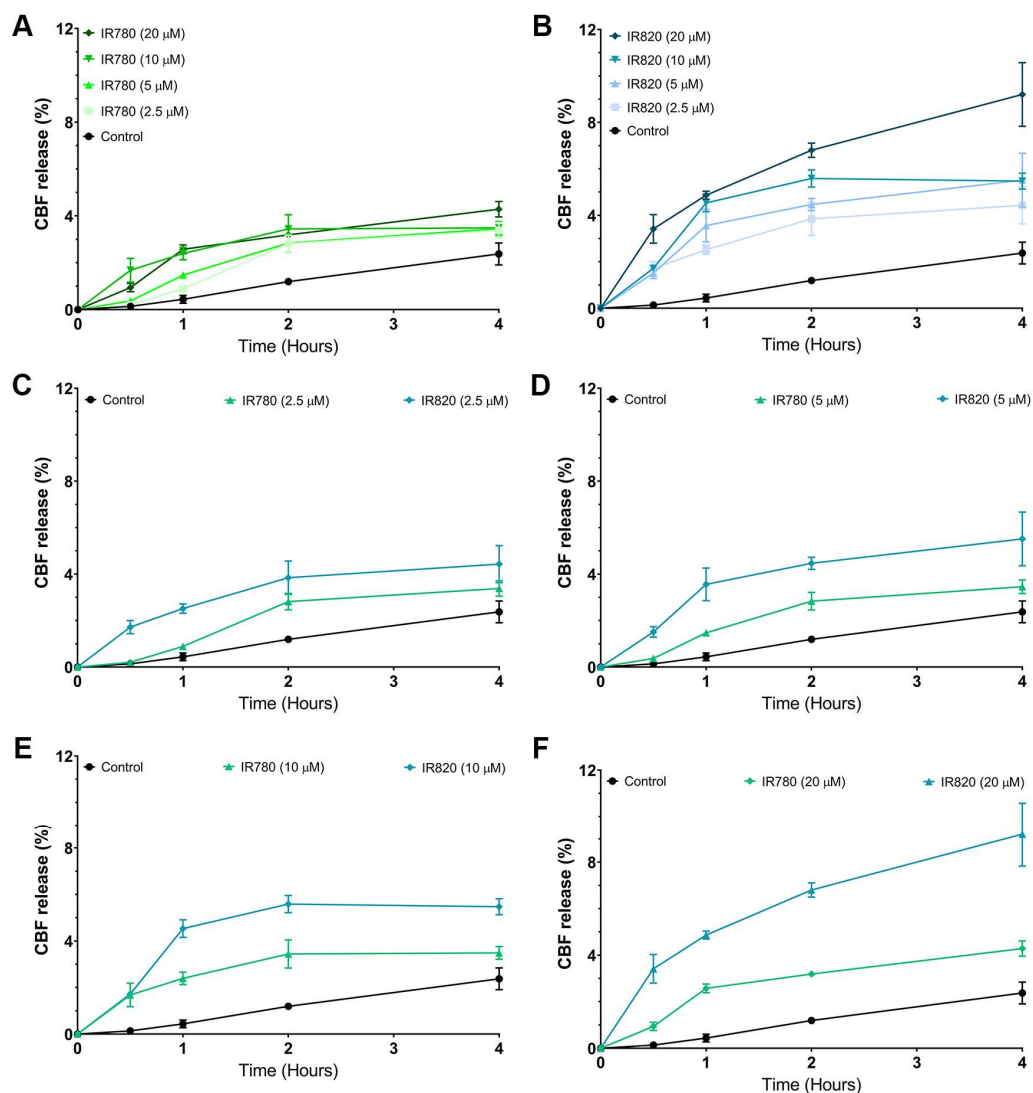 A
IR780 (20 μM)
IR780 (10 μM)
IR780 (5 μM)
IR780 (2.5 μM)
Control
CBF release (%)
12
8
4
0
0 1 2 3 4
Time (Hours)
B
IR820 (20 μM)
IR820 (10 μM)
IR820 (5 μM)
IR820 (2.5 μM)
Control
CBF release (%)
12
8
4
0
0 1 2 3 4
Time (Hours)
C
Control IR780 (2.5 μM) IR820 (2.5 μM)
CBF release (%)
12
8
4
0
0 1 2 3 4
Time (Hours)
D
Control IR780 (5 μM) IR820 (5 μM)
CBF release (%)
12
8
4
0
0 1 2 3 4
Time (Hours)
E
Control IR780 (10 μM) IR820 (10 μM)
CBF release (%)
12
8
4
0
0 1 2 3 4
Time (Hours)
F
Control IR780 (20 μM) IR820 (20 μM)
CBF release (%)
12
8
4
0
0 1 2 3 4
Time (Hours)